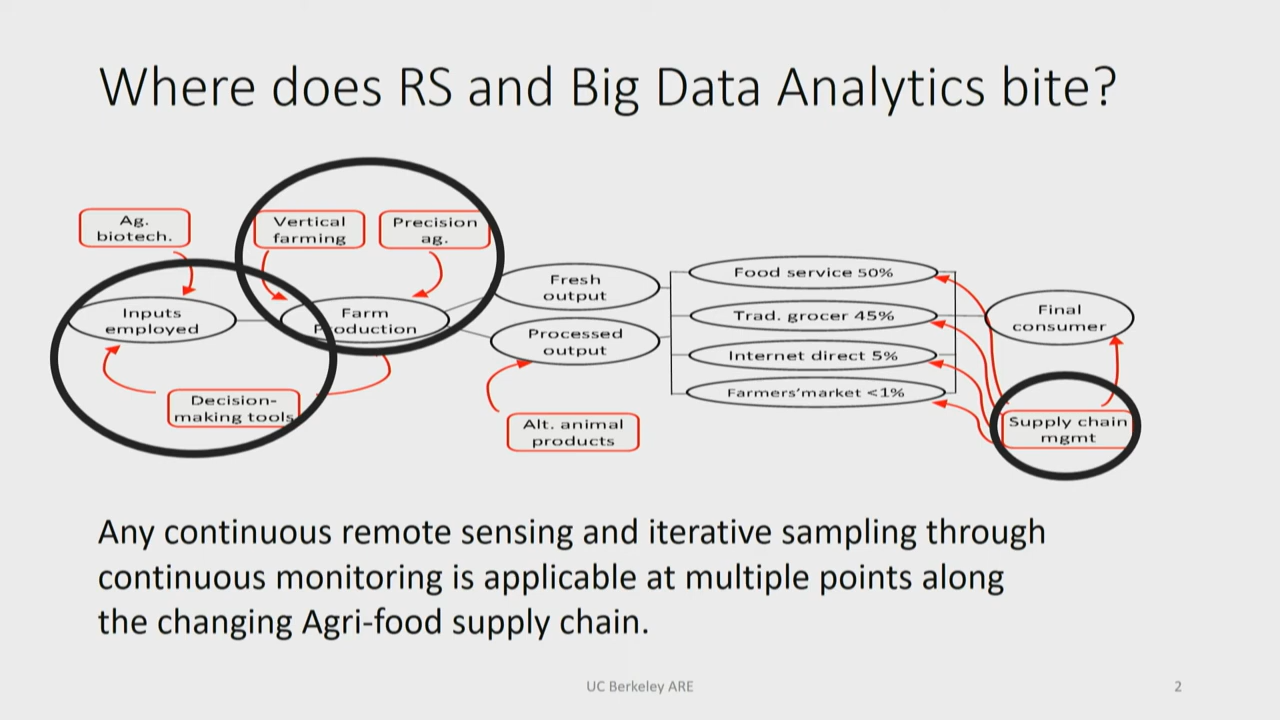 Where does RS and Big Data Analytics bite?
Ag.
biotech.
Vertical
farming
Precision
ag.
Inputs
employed
Farm
Production
Decision-
making tools
Fresh
output
Processed
output
Alt. animal
products
Food service 50%
Trad. grocer 45%
Internet direct 5%
Farmers'market <1%
Final
consumer
Supply chain
mgmt
Any continuous remote sensing and iterative sampling through
continuous monitoring is applicable at multiple points along
the changing Agri-food supply chain.
UC Berkeley ARE
2